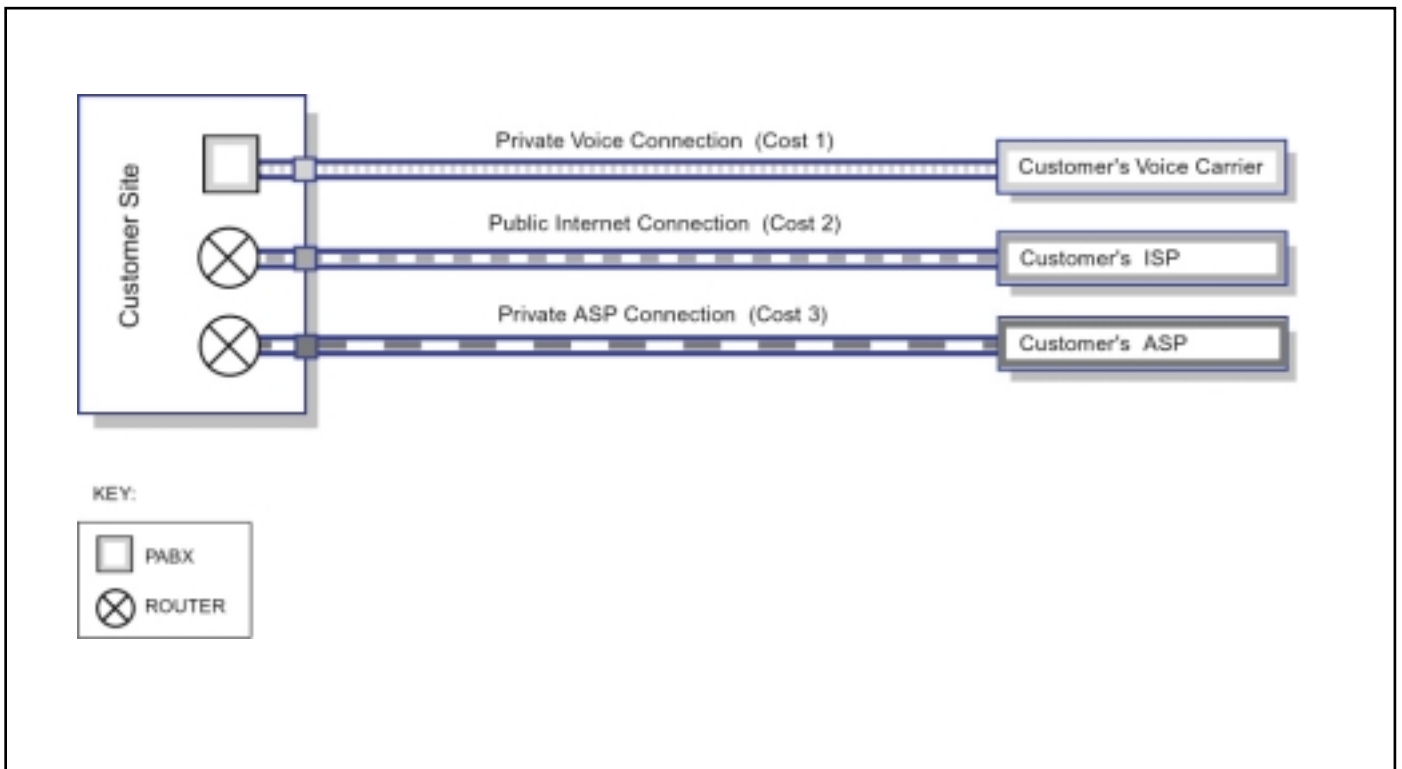 Customer Site
Private Voice Connection (Cost 1)
Customer's Voice Carrier
Public Internet Connection (Cost 2)
Customer's ISP
Private ASP Connection (Cost 3)
Customer's ASP
KEY:
PABX
ROUTER